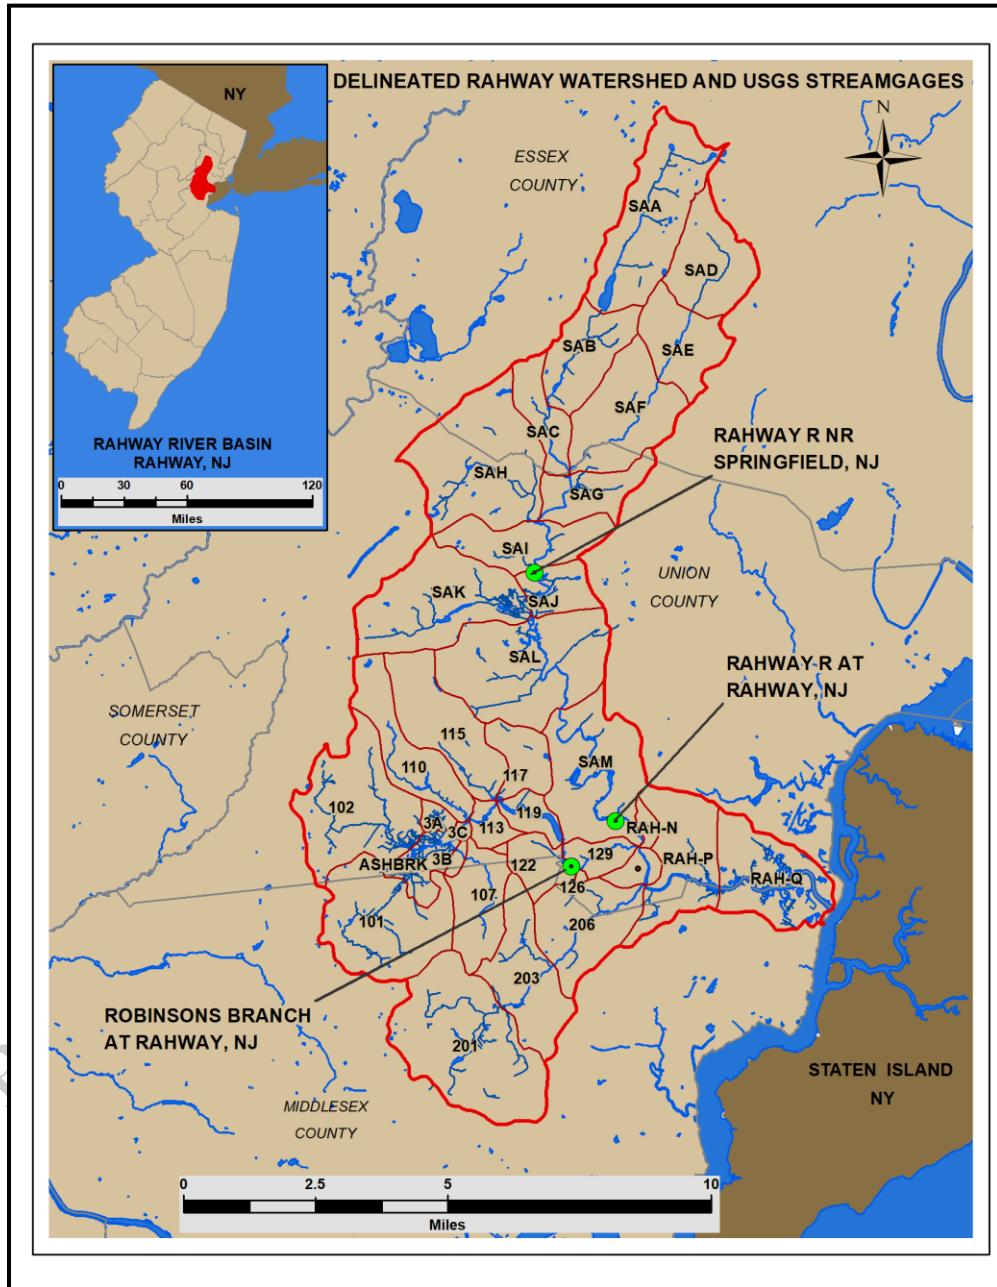 DELINEATED RAHWAY WATERSHED AND USGS STREAMGAGES
NY
RAHWAY RIVER BASIN
RAHWAY, NJ
0 30 60 120
Miles
N
ESSEX
COUNTY
SAA
SAD
SAB
SAE
SAF
SAC
RAHWAY R NR
SPRINGFIELD, NJ
SAH
SAG
SAI
UNION
COUNTY
SAK
SAJ
SAL
RAHWAY R AT
RAHWAY, NJ
SOMERSET
COUNTY
115
SAM
110
117
102
119
3A
3C
113
RAH-N
ASHBRK
3B
122
129
RAH-P
RAH-Q
126
107
101
206
203
ROBINSONS BRANCH
AT RAHWAY, NJ
201
STATEN ISLAND
NY
MIDDLESEX
COUNTY
0 2.5 5 10
Miles